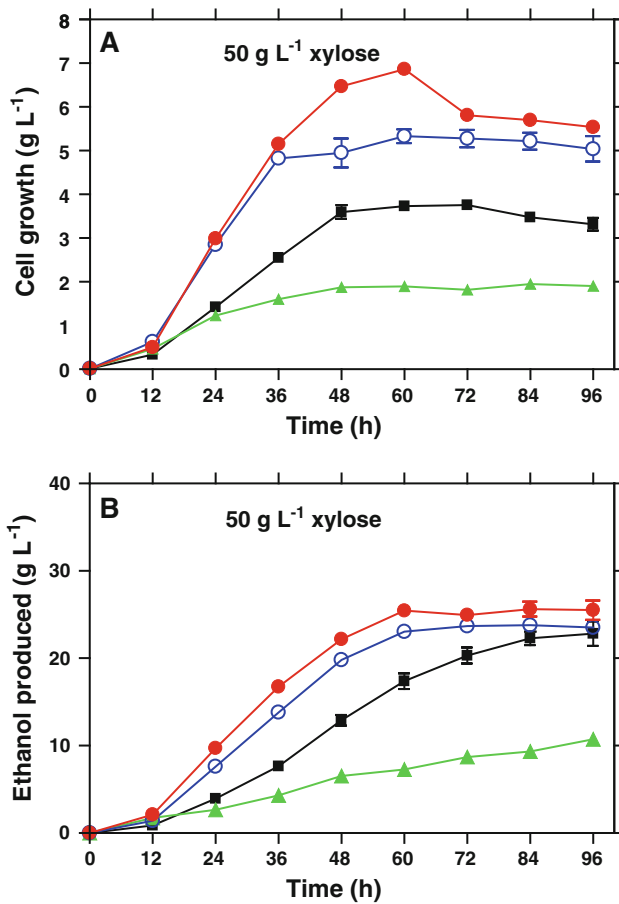 A
50 g L-1 xylose
Cell growth (g L-1)
8
7
6
5
4
3
2
1
0
0 12 24 36 48 60 72 84 96
Time (h)
B
50 g L-1 xylose
Ethanol produced (g L-1)
40
30
20
10
0
0 12 24 36 48 60 72 84 96
Time (h)